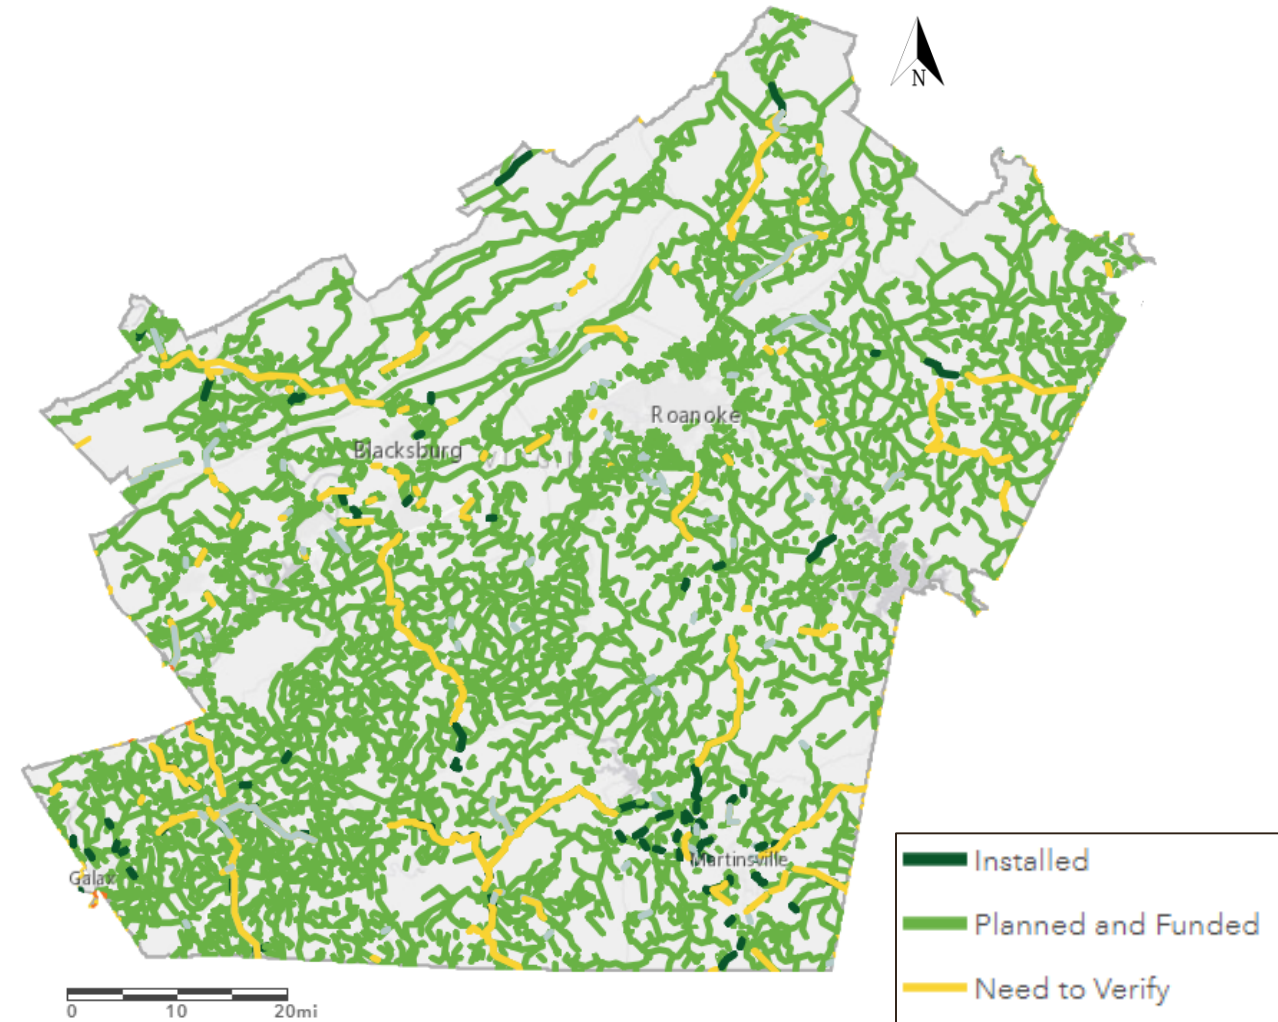 N
Roanoke
Blacksburg
Martinsville
Galax
Installed
Planned and Funded
Need to Verify
0 10 20mi